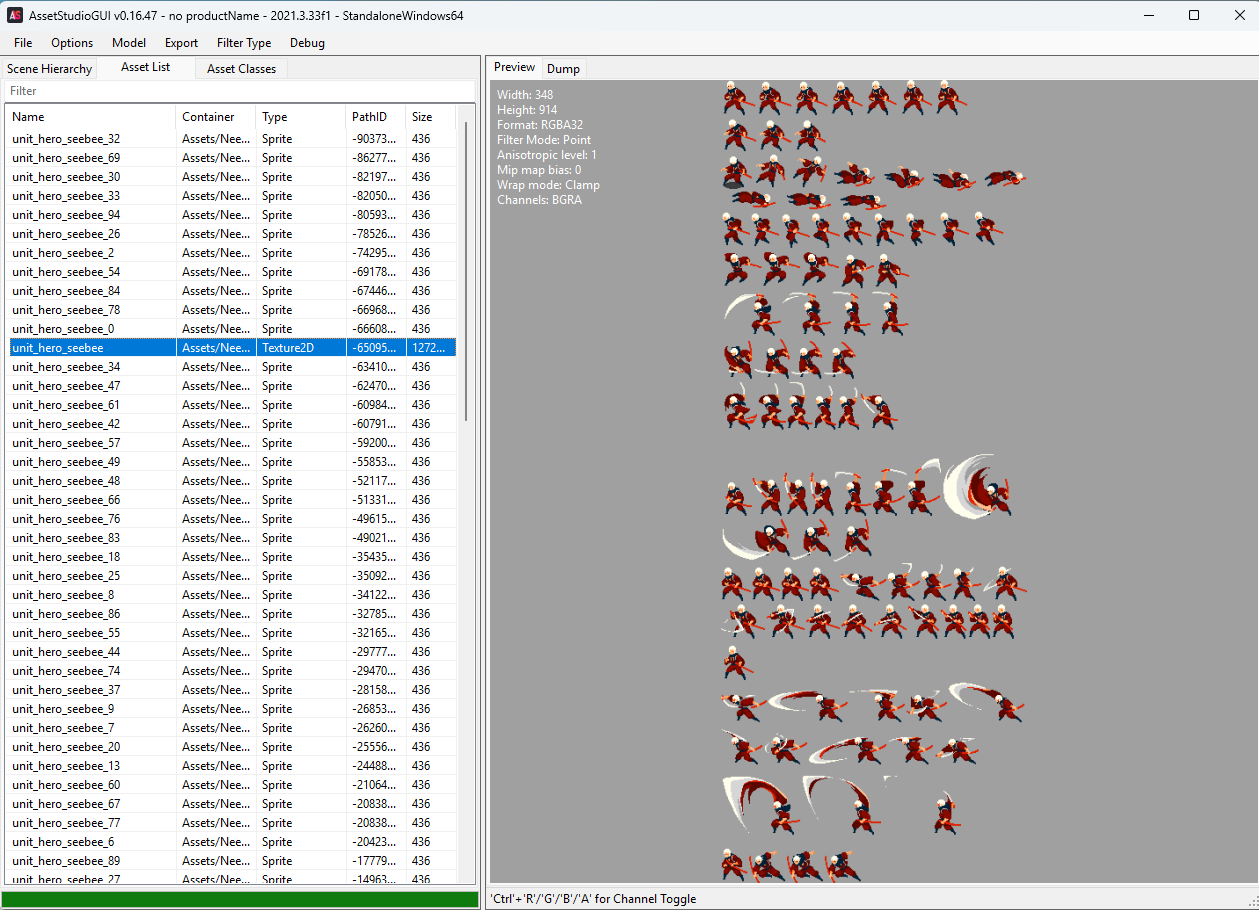 AssetStudioGUI v0.16.47 - no productName - 2021.3.33f1 - StandaloneWindows64
File Options Model Export Filter Type Debug
Scene Hierarchy Asset List Asset Classes
Filter
Name Container Type PathID Size
unit_hero_seebee_32 Assets/Nee... Sprite -90373... 436
unit_hero_seebee_69 Assets/Nee... Sprite -86277... 436
unit_hero_seebee_30 Assets/Nee... Sprite -82197... 436
unit_hero_seebee_33 Assets/Nee... Sprite -82050... 436
unit_hero_seebee_94 Assets/Nee... Sprite -80593... 436
unit_hero_seebee_26 Assets/Nee... Sprite -78526... 436
unit_hero_seebee_2 Assets/Nee... Sprite -74295... 436
unit_hero_seebee_54 Assets/Nee... Sprite -69178... 436
unit_hero_seebee_84 Assets/Nee... Sprite -67446... 436
unit_hero_seebee_78 Assets/Nee... Sprite -66968... 436
unit_hero_seebee_0 Assets/Nee... Sprite -66608... 436
unit_hero_seebee Assets/Nee... Texture2D -65095... 1272...
unit_hero_seebee_34 Assets/Nee... Sprite -63410... 436
unit_hero_seebee_47 Assets/Nee... Sprite -62470... 436
unit_hero_seebee_61 Assets/Nee... Sprite -60984... 436
unit_hero_seebee_42 Assets/Nee... Sprite -60791... 436
unit_hero_seebee_57 Assets/Nee... Sprite -59200... 436
unit_hero_seebee_49 Assets/Nee... Sprite -55853... 436
unit_hero_seebee_48 Assets/Nee... Sprite -52117... 436
unit_hero_seebee_66 Assets/Nee... Sprite -51331... 436
unit_hero_seebee_76 Assets/Nee... Sprite -49615... 436
unit_hero_seebee_83 Assets/Nee... Sprite -49021... 436
unit_hero_seebee_18 Assets/Nee... Sprite -35435... 436
unit_hero_seebee_25 Assets/Nee... Sprite -35092... 436
unit_hero_seebee_8 Assets/Nee... Sprite -34122... 436
unit_hero_seebee_86 Assets/Nee... Sprite -32785... 436
unit_hero_seebee_55 Assets/Nee... Sprite -32165... 436
unit_hero_seebee_44 Assets/Nee... Sprite -29777... 436
unit_hero_seebee_74 Assets/Nee... Sprite -29470... 436
unit_hero_seebee_37 Assets/Nee... Sprite -28158... 436
unit_hero_seebee_9 Assets/Nee... Sprite -26853... 436
unit_hero_seebee_7 Assets/Nee... Sprite -26260... 436
unit_hero_seebee_20 Assets/Nee... Sprite -25556... 436
unit_hero_seebee_13 Assets/Nee... Sprite -24488... 436
unit_hero_seebee_60 Assets/Nee... Sprite -21064... 436
unit_hero_seebee_67 Assets/Nee... Sprite -20838... 436
unit_hero_seebee_77 Assets/Nee... Sprite -20838... 436
unit_hero_seebee_6 Assets/Nee... Sprite -20423... 436
unit_hero_seebee_89 Assets/Nee... Sprite -17779... 436
unit_hero_seebee_27 Assets/Nee... Sprite -14963... 436
Preview Dump
Width: 348
Height: 914
Format: RGBA32
Filter Mode: Point
Anisotropic level: 1
Mip map bias: 0
Wrap mode: Clamp
Channels: BGRA
'Ctrl'+'R'/'G'/'B'/'A' for Channel Toggle